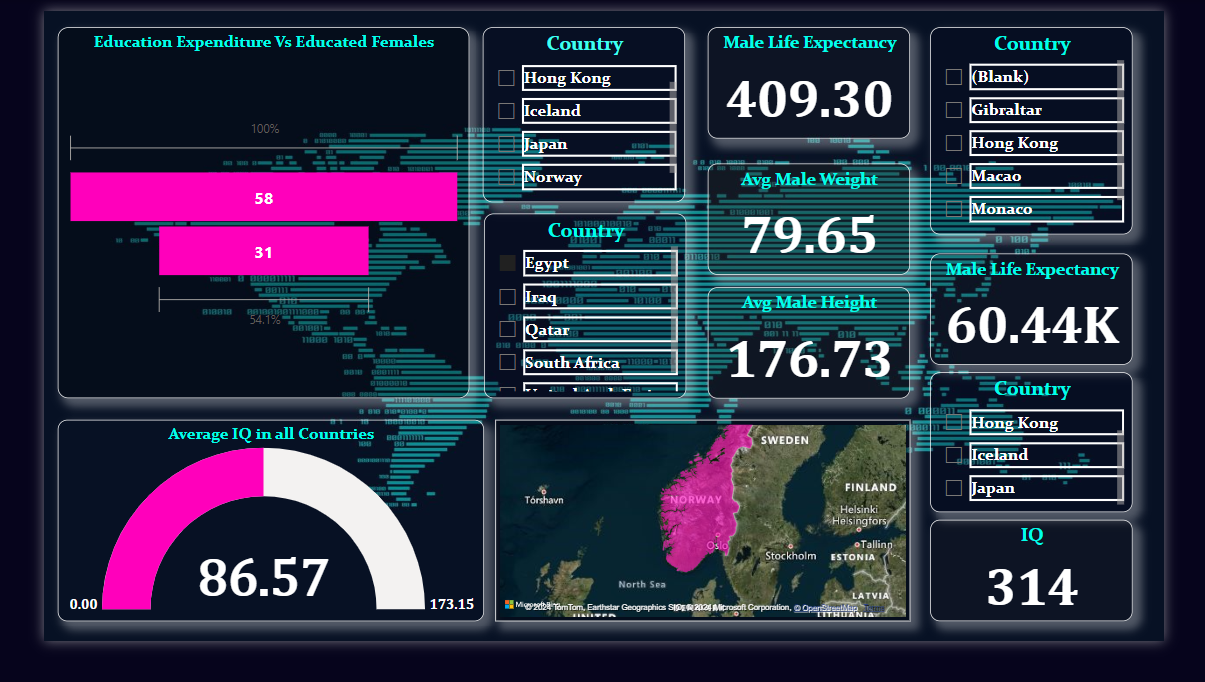 Education Expenditure Vs Educated Females
100%
58
31
54.1%
Country
Hong Kong
Iceland
Japan
Norway
Country
Egypt
Iraq
Qatar
South Africa
Male Life Expectancy
409.30
Avg Male Weight
79.65
Avg Male Height
176.73
Country
(Blank)
Gibraltar
Hong Kong
Macao
Monaco
Male Life Expectancy
60.44K
Country
Hong Kong
Iceland
Japan
IQ
314
Average IQ in all Countries
86.57
0.00
173.15
SWEDEN
NORWAY
FINLAND
Tórshavn
Helsinki
Helsingfors
Oslo
Tallinn
Stockholm
ESTONIA
North Sea
LATVIA
LITHUANIA
UNITED
© 2024 TomTom, Earthstar Geographics SIO, © 2024 Microsoft Corporation, © OpenStreetMap